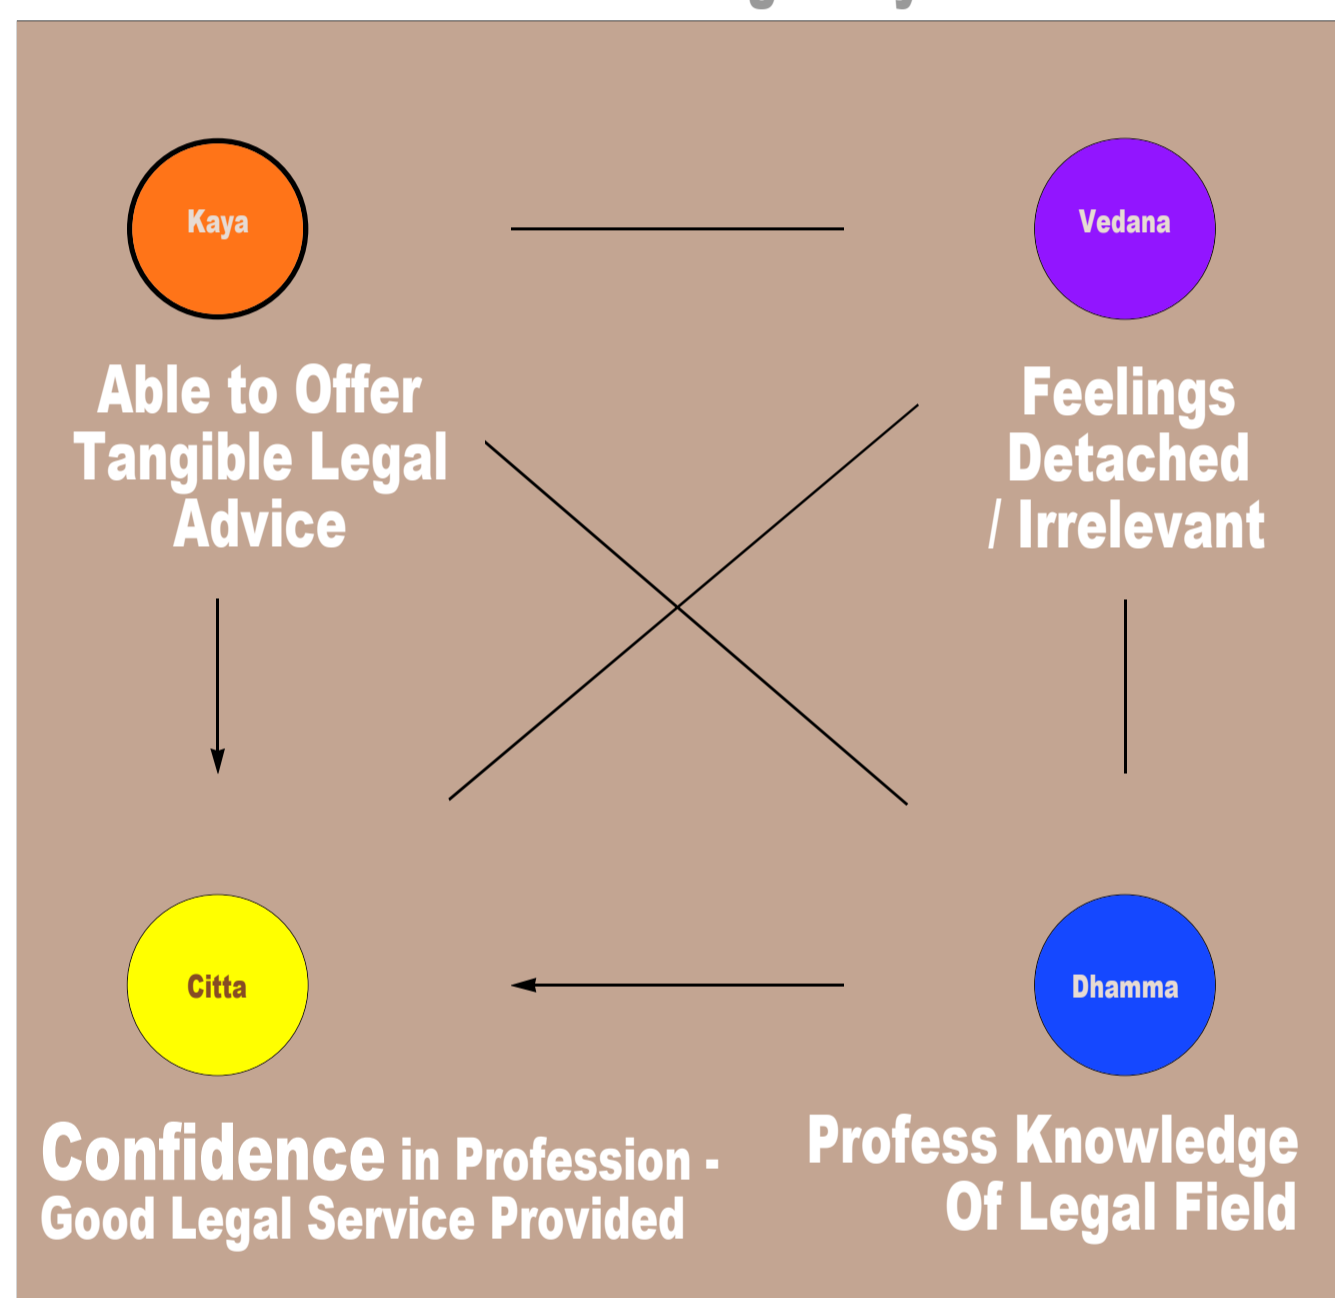 Kaya
Vedana
Able to Offer
Tangible Legal
Advice
Feelings
Detached
/ Irrelevant
Citta
Dhamma
Confidence in Profession -
Good Legal Service Provided
Profess Knowledge
Of Legal Field